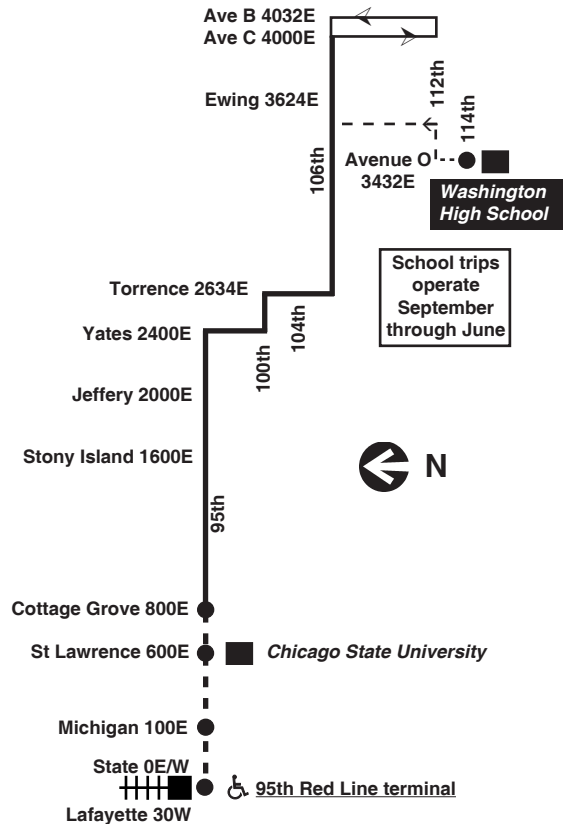 Ave B 4032E
Ave C 4000E
Ewing 3624E
112th
114th
106th
Avenue O
3432E
Washington
High School
School trips
operate
September
through June
Torrence 2634E
Yates 2400E
100th
104th
Jeffery 2000E
Stony Island 1600E
N
95th
Cottage Grove 800E
St Lawrence 600E
Chicago State University
Michigan 100E
State 0E/W
95th Red Line terminal
Lafayette 30W